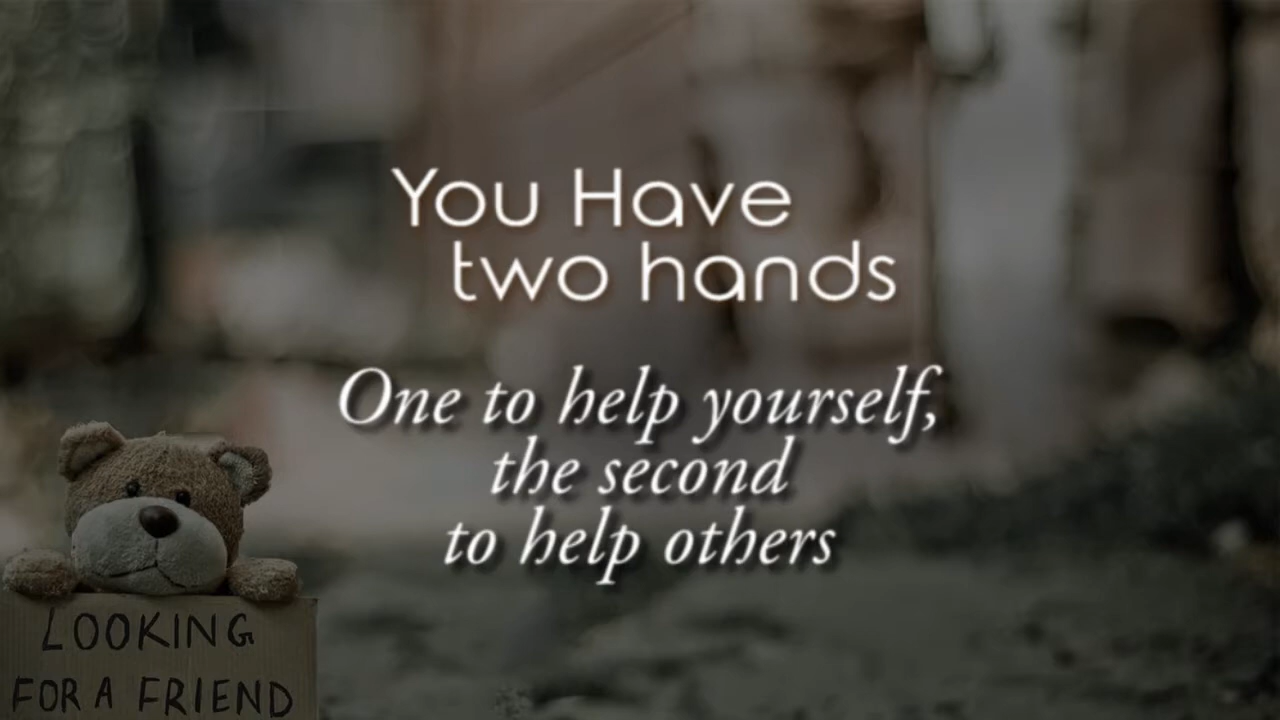 You Have
two hands
One to help yourself,
the second
to help others
LOOKING
FOR A FRIEND